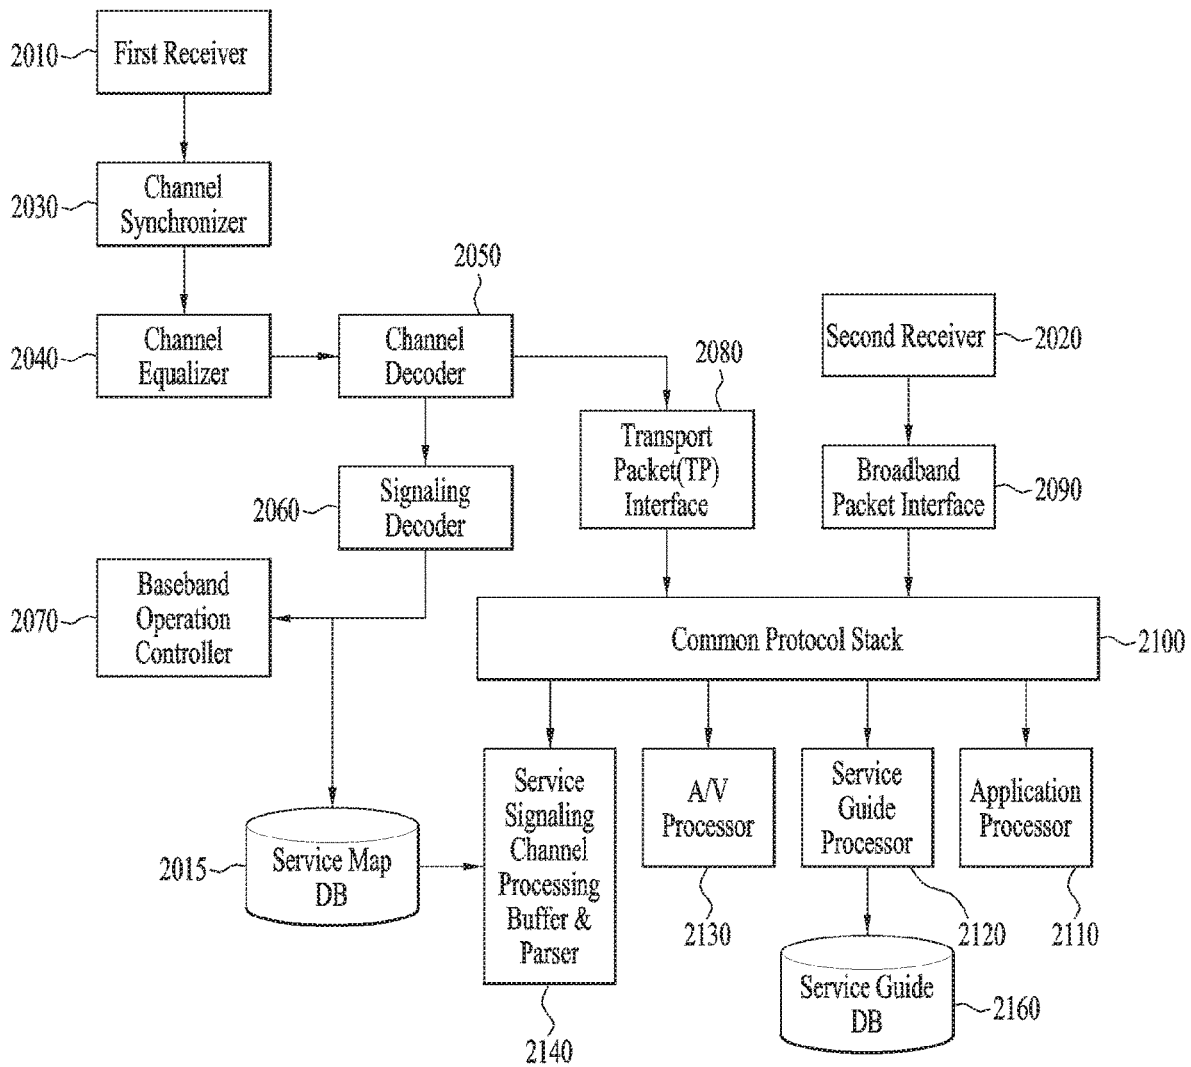 2010
First Receiver
2030
Channel
Synchronizer
2040
Channel
Equalizer
2050
Channel
Decoder
2060
Signaling
Decoder
2070
Baseband
Operation
Controller
2080
Transport
Packet(TP)
Interface
Second Receiver
2020
Broadband
Packet Interface
2090
Common Protocol Stack
2100
2015
Service Map
DB
Service
Signaling
Channel
Processing
Buffer &
Parser
2140
A/V
Processor
2130
Service
Guide
Processor
2120
Application
Processor
2110
Service Guide
DB
2160